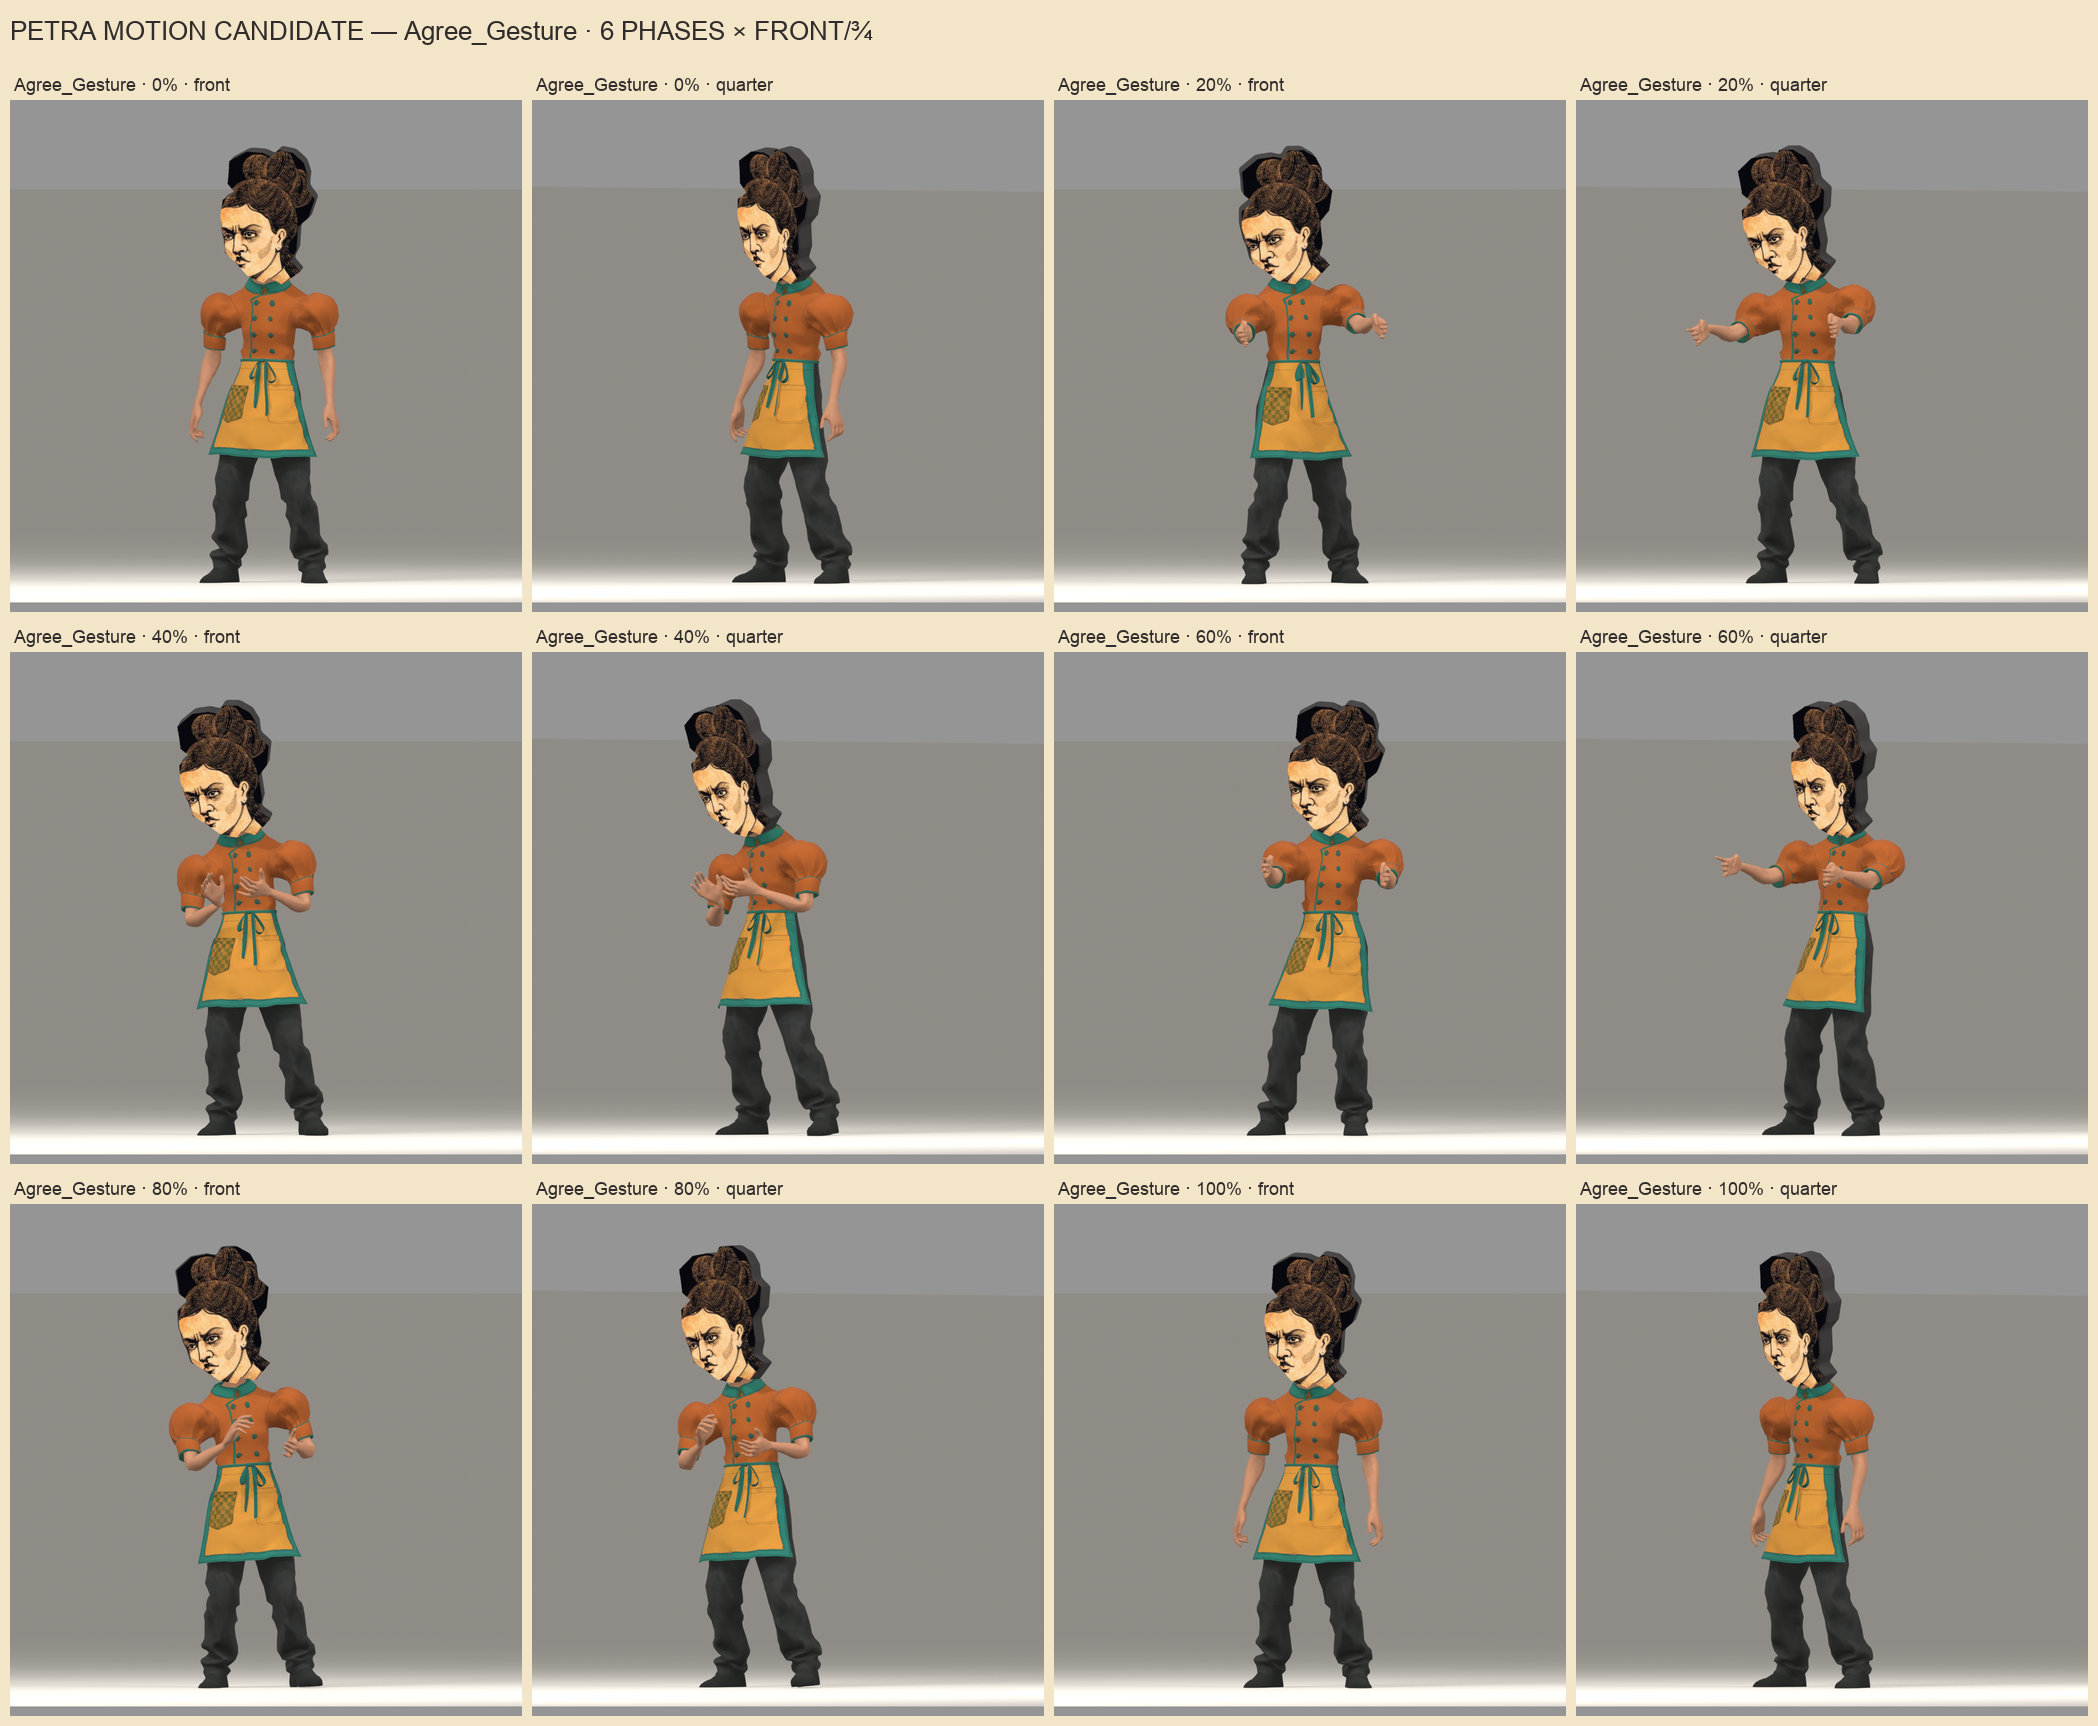 PETRA MOTION CANDIDATE — Agree_Gesture · 6 PHASES × FRONT/¾
Agree_Gesture · 0% · front
Agree_Gesture · 0% · quarter
Agree_Gesture · 20% · front
Agree_Gesture · 20% · quarter
Agree_Gesture · 40% · front
Agree_Gesture · 40% · quarter
Agree_Gesture · 60% · front
Agree_Gesture · 60% · quarter
Agree_Gesture · 80% · front
Agree_Gesture · 80% · quarter
Agree_Gesture · 100% · front
Agree_Gesture · 100% · quarter